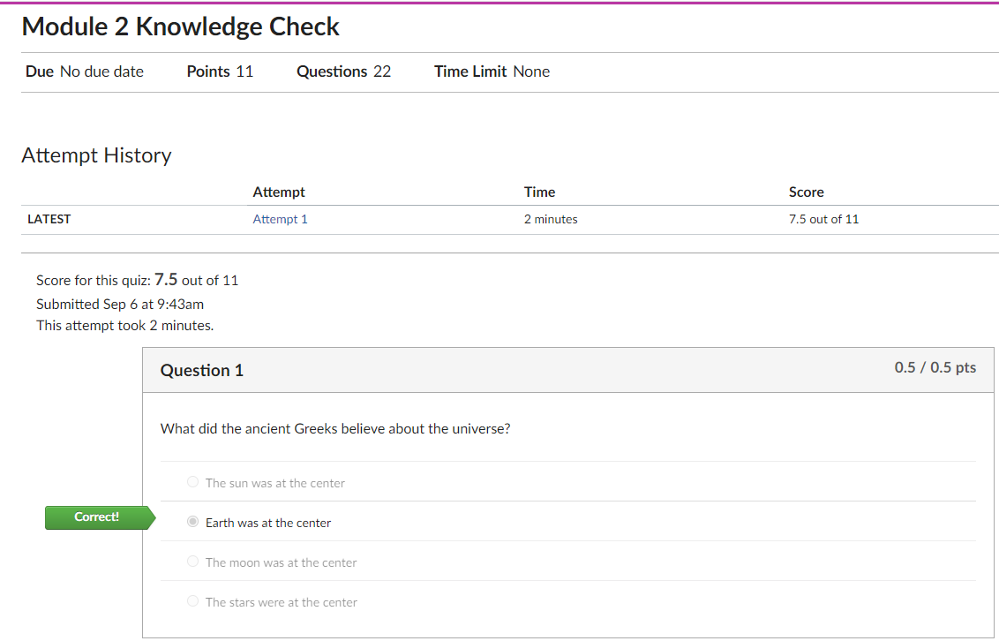 Module 2 Knowledge Check
Due No due date Points 11 Questions 22 Time Limit None
Attempt History
Attempt Time Score
LATEST Attempt 1 2 minutes 7.5 out of 11
Score for this quiz: 7.5 out of 11
Submitted Sep 6 at 9:43am
This attempt took 2 minutes.
Question 1 0.5 / 0.5 pts
What did the ancient Greeks believe about the universe?
The sun was at the center
Correct! Earth was at the center
The moon was at the center
The stars were at the center